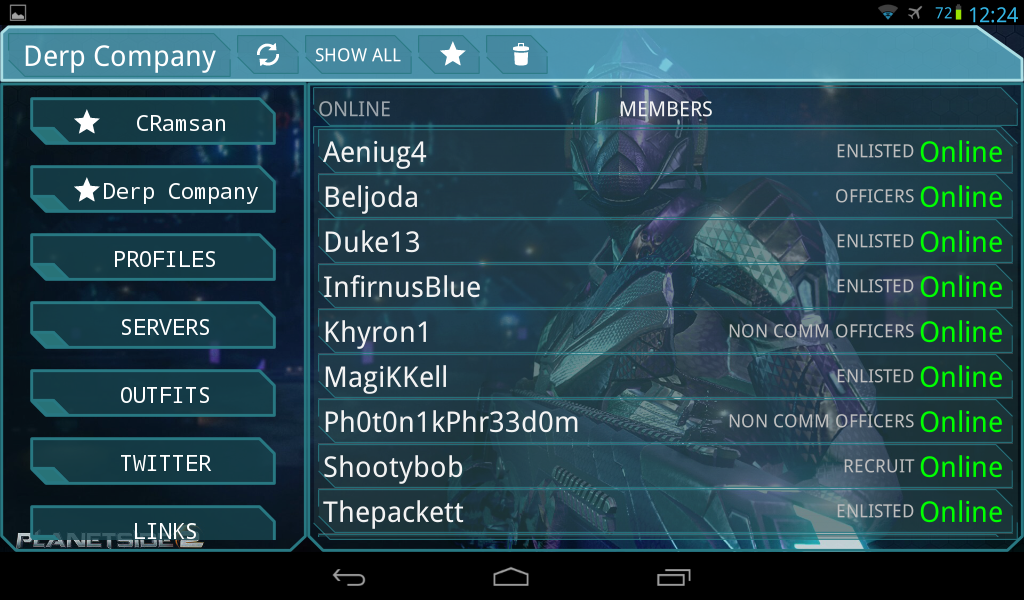 72 12:24
Derp Company SHOW ALL
CRamsan
Derp Company
PROFILES
SERVERS
OUTFITS
TWITTER
LINKS
PLANETSIDE 2
ONLINE MEMBERS
Aeniug4 ENLISTED Online
Beljoda OFFICERS Online
Duke13 ENLISTED Online
InfirnusBlue ENLISTED Online
Khyron1 NON COMM OFFICERS Online
MagiKKell ENLISTED Online
Ph0t0n1kPhr33d0m NON COMM OFFICERS Online
Shootybob RECRUIT Online
Thepackett ENLISTED Online